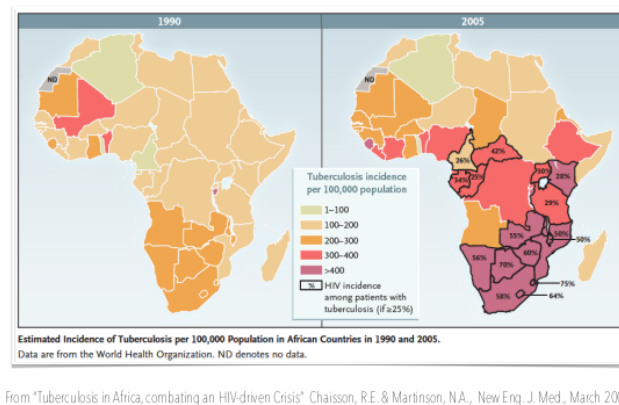 1990
2005
ND
ND
Tuberculosis incidence
per 100,000 population
1–100
100–200
200–300
300–400
>400
% HIV incidence
among patients with
tuberculosis (if ≥25%)
26%
42%
34%
25%
30%
28%
29%
55%
50%
50%
56%
70%
60%
75%
58%
64%
Estimated Incidence of Tuberculosis per 100,000 Population in African Countries in 1990 and 2005.
Data are from the World Health Organization. ND denotes no data.
From "Tuberculosis in Africa, combating an HIV-driven Crisis" Chaisson, R.E. & Martinson, N.A., New Eng. J. Med., March